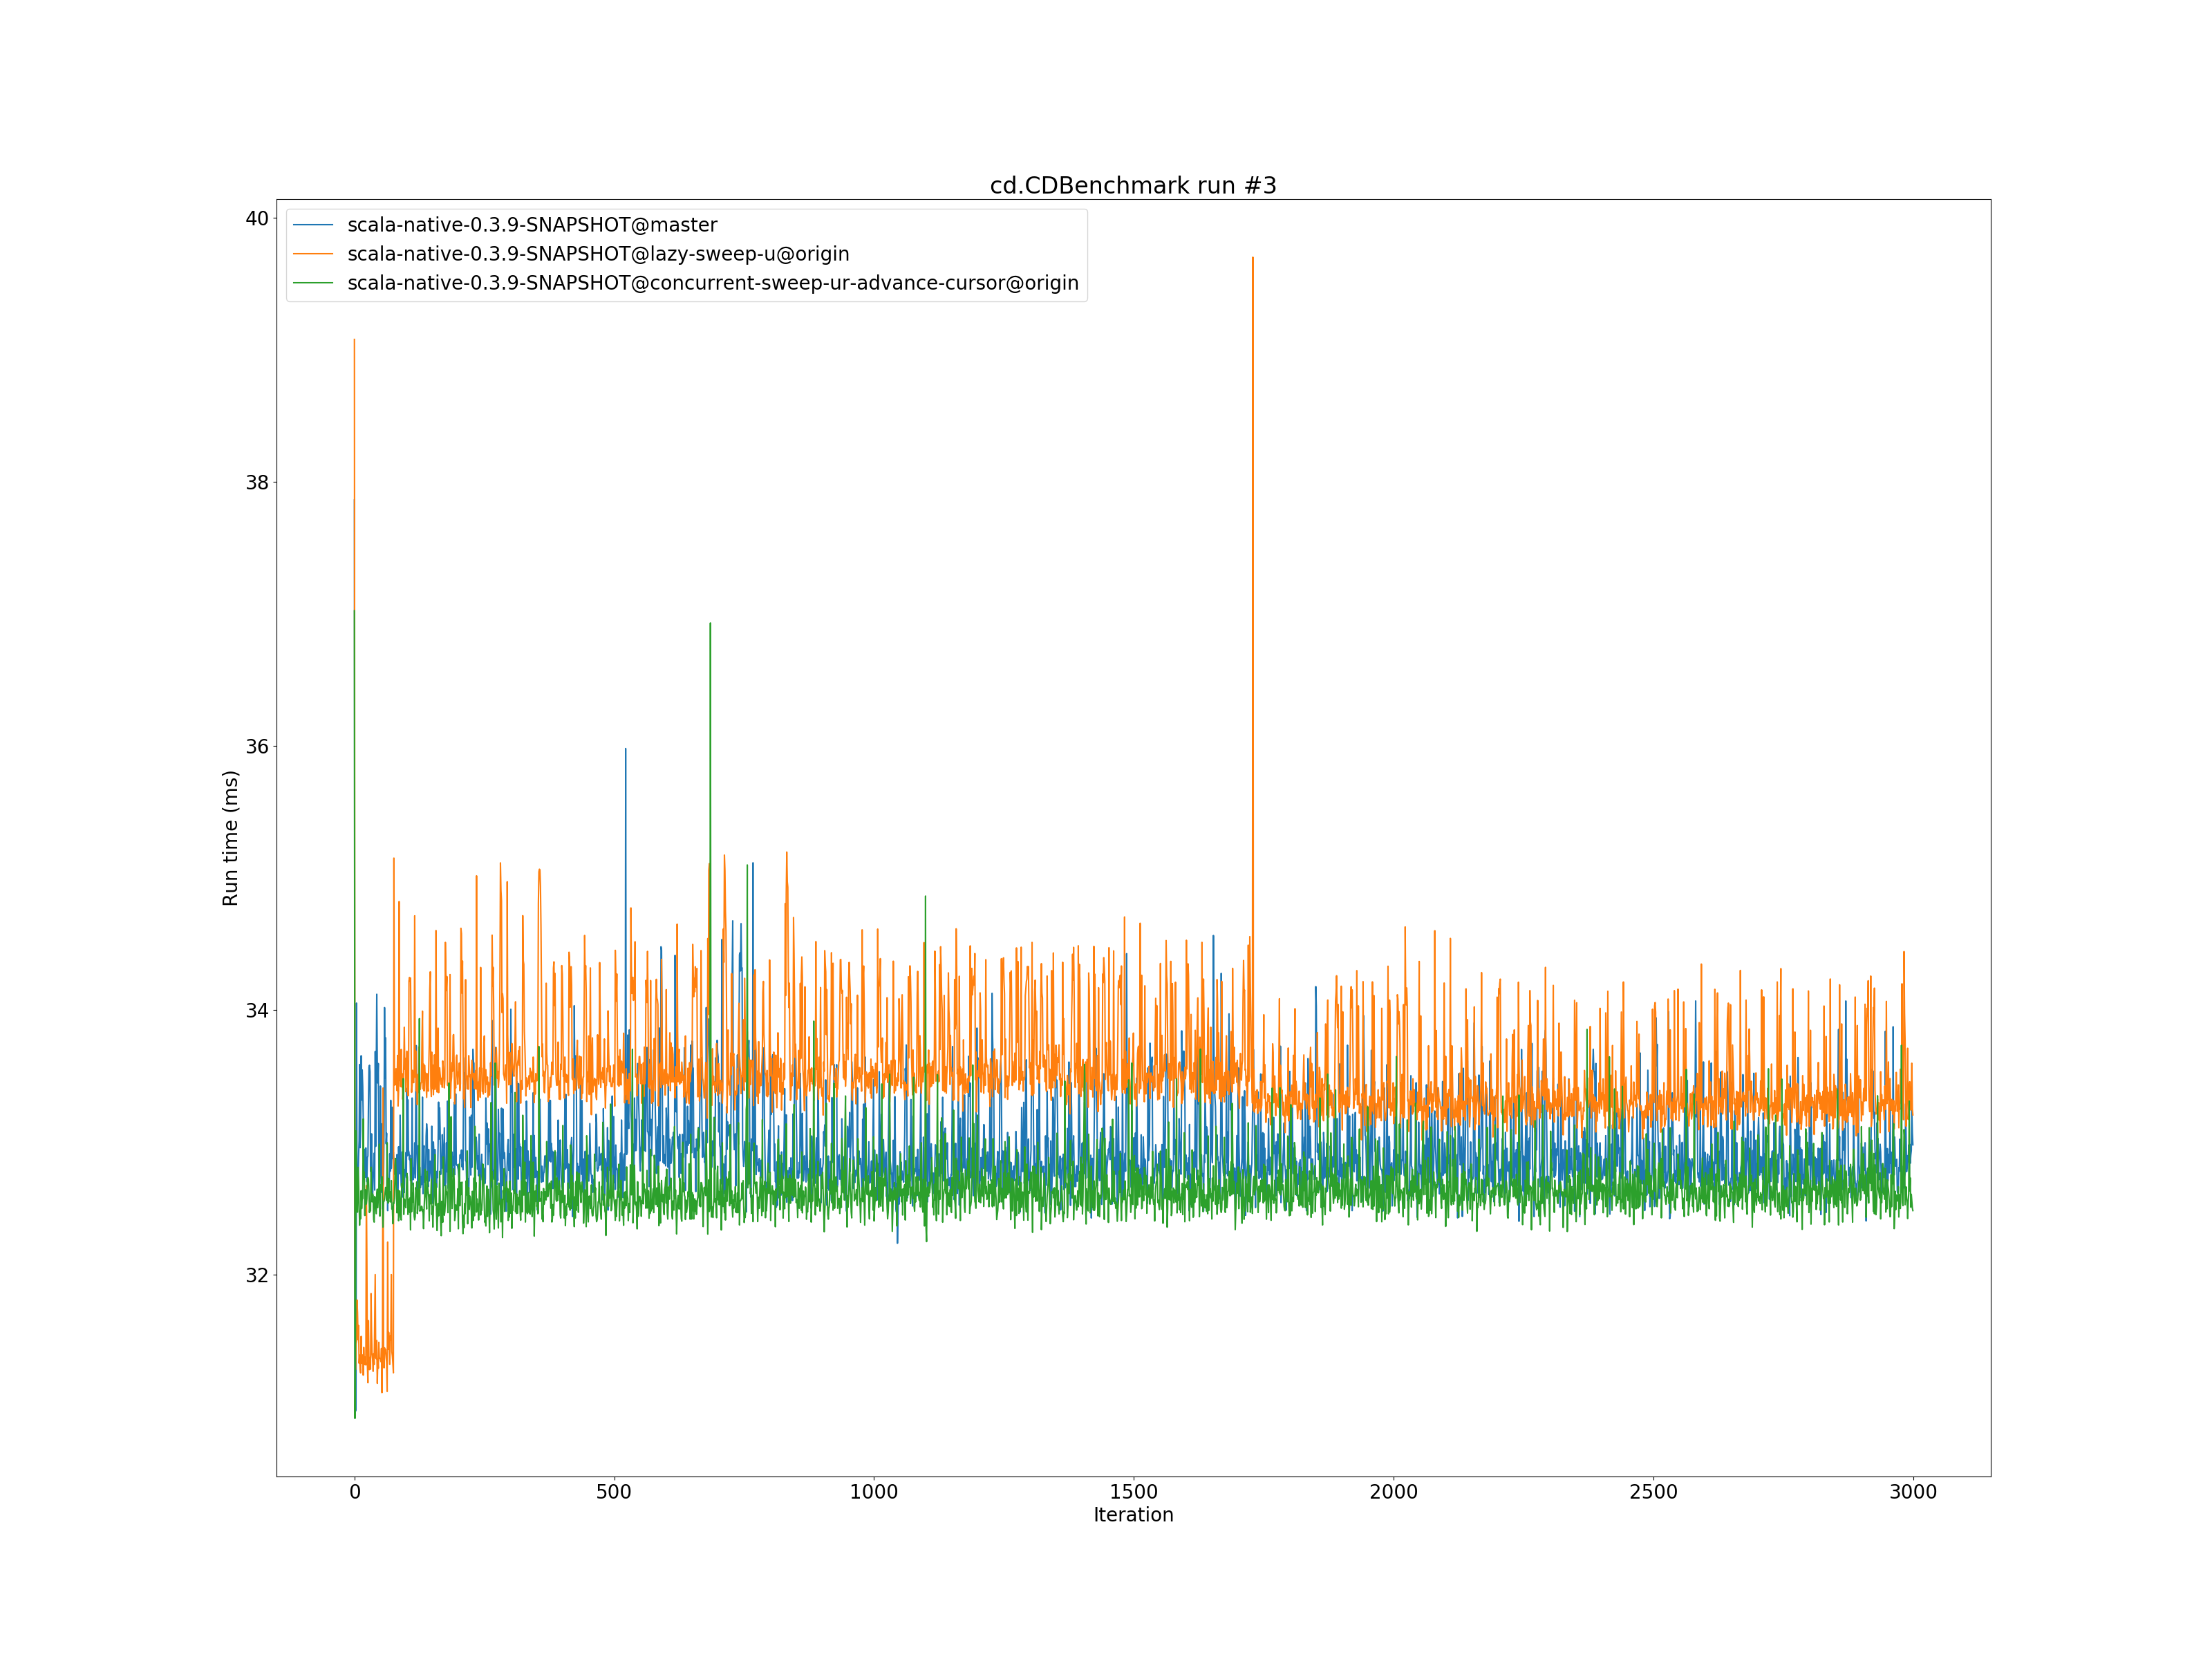 cd.CDBenchmark run #3
scala-native-0.3.9-SNAPSHOT@master
scala-native-0.3.9-SNAPSHOT@lazy-sweep-u@origin
scala-native-0.3.9-SNAPSHOT@concurrent-sweep-ur-advance-cursor@origin
40
38
36
34
32
Run time (ms)
0 500 1000 1500 2000 2500 3000
Iteration